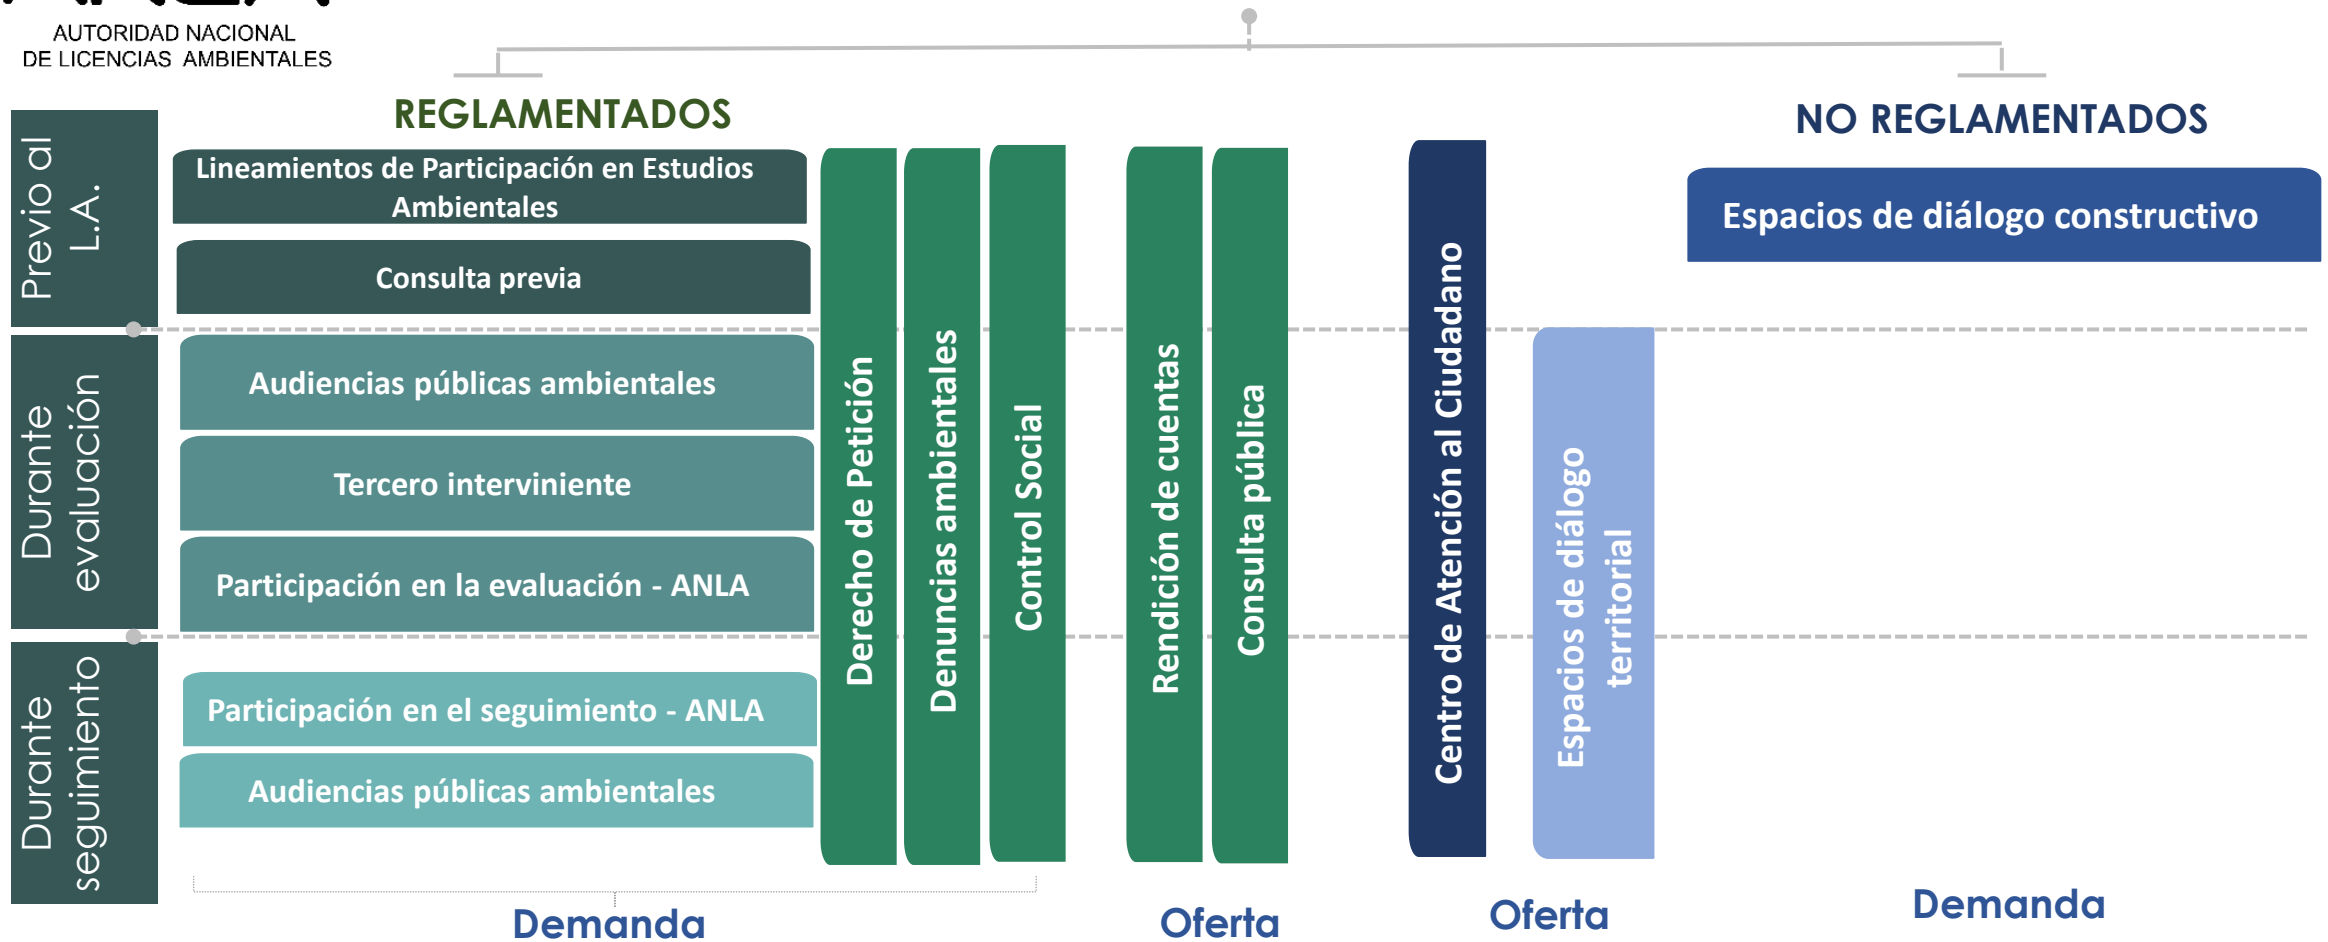 AUTORIDAD NACIONAL
DE LICENCIAS AMBIENTALES
REGLAMENTADOS
NO REGLAMENTADOS
Previo al
L.A.
Lineamientos de Participación en Estudios
Ambientales
Consulta previa
Durante
evaluación
Audiencias públicas ambientales
Tercero interviniente
Participación en la evaluación - ANLA
Durante
seguimiento
Participación en el seguimiento - ANLA
Audiencias públicas ambientales
Derecho de Petición
Denuncias ambientales
Control Social
Rendición de cuentas
Consulta pública
Centro de Atención al Ciudadano
Espacios de diálogo
territorial
Espacios de diálogo constructivo
Demanda
Oferta
Oferta
Demanda